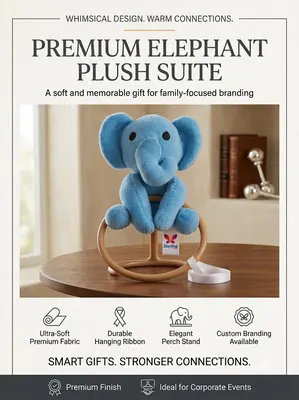 WHIMSICAL DESIGN. WARM CONNECTIONS.
PREMIUM ELEPHANT
PLUSH SUITE
A soft and memorable gift for family-focused branding
Sterling
Ultra-Soft
Premium Fabric
Durable
Hanging Ribbon
Elegant
Perch Stand
Custom Branding
Available
SMART GIFTS. STRONGER CONNECTIONS.
Premium Finish
Ideal for Corporate Events